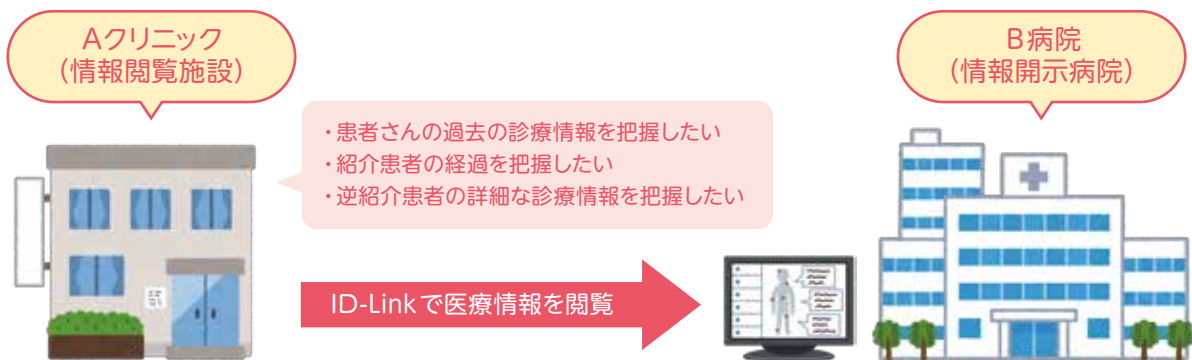 Aクリニック
（情報閲覧施設）
B病院
（情報開示病院）
・患者さんの過去の診療情報を把握したい
・紹介患者の経過を把握したい
・逆紹介患者の詳細な診療情報を把握したい
ID-Linkで医療情報を閲覧